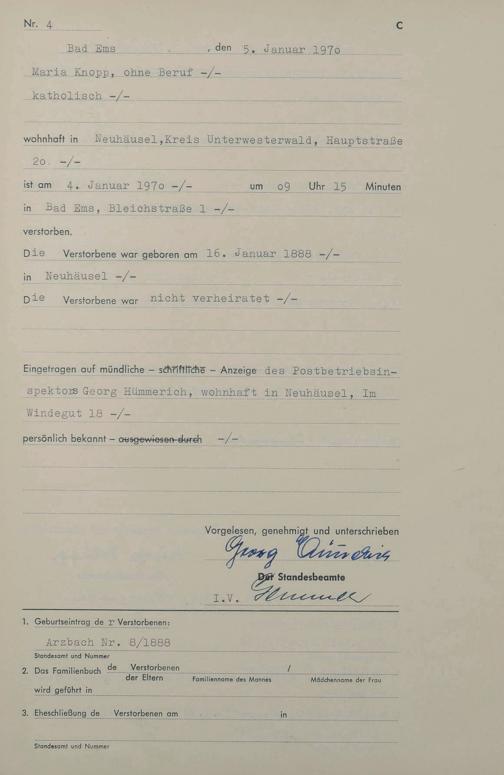 Nr. 4 C
Bad Ems , den 5. Januar 1970
Maria Knopp, ohne Beruf -/-
katholisch -/-
wohnhaft in Neuhäusel,Kreis Unterwesterwald, Hauptstraße
20. -/-
ist am 4. Januar 1970 -/- um 09 Uhr 15 Minuten
in Bad Ems, Bleichstraße 1 -/-
verstorben.
Die Verstorbene war geboren am 16. Januar 1888 -/-
in Neuhäusel -/-
Die Verstorbene war nicht verheiratet -/-
Eingetragen auf mündliche – schriftliche – Anzeige des Postbetriebsin-
spektors Georg Hümmerich, wohnhaft in Neuhäusel, Im
Windegut 18 -/-
persönlich bekannt – ausgewiesen durch -/-
Vorgelesen, genehmigt und unterschrieben
Georg
Der Standesbeamte
I.V.
1. Geburtseintrag de r Verstorbenen:
Arzbach Nr. 8/1888
Standesamt und Nummer
2. Das Familienbuch de Verstorbenen /
der Eltern Familienname des Mannes Mädchenname der Frau
wird geführt in
3. Eheschließung de Verstorbenen am in
Standesamt und Nummer